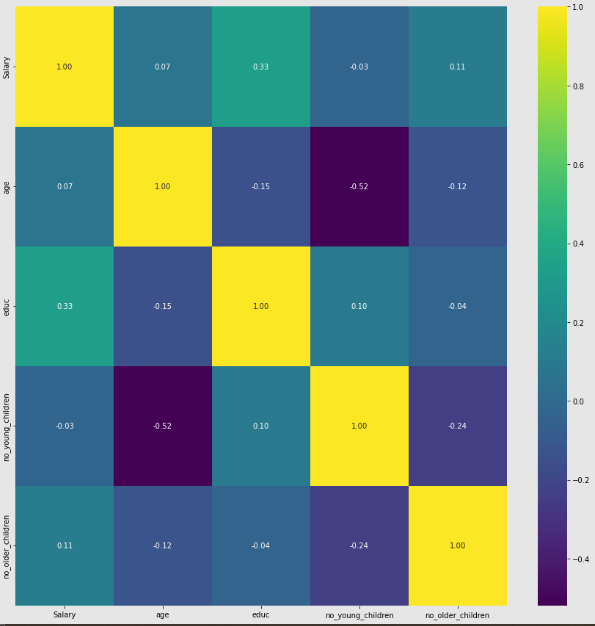 Salary 1.00 0.07 0.33 -0.03 0.11
age 0.07 1.00 -0.15 -0.52 -0.12
educ 0.33 -0.15 1.00 0.10 -0.04
no_young_children -0.03 -0.52 0.10 1.00 -0.24
no_older_children 0.11 -0.12 -0.04 -0.24 1.00
Salary age educ no_young_children no_older_children
1.0
0.8
0.6
0.4
0.2
0.0
−0.2
−0.4